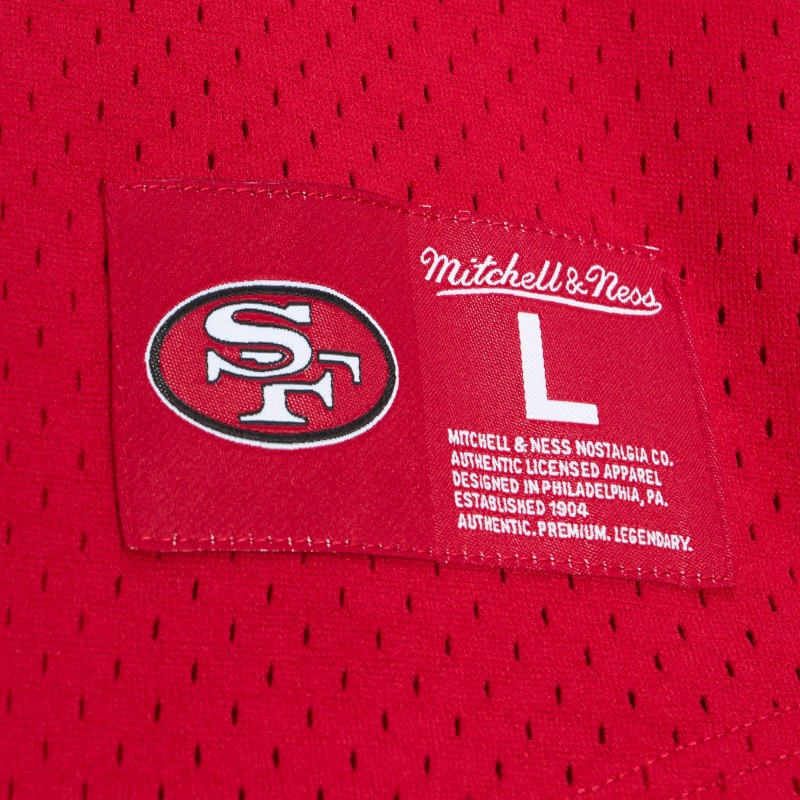 SF
Mitchell & Ness
L
MITCHELL & NESS NOSTALGIA CO.
AUTHENTIC LICENSED APPAREL
DESIGNED IN PHILADELPHIA, PA.
ESTABLISHED 1904
AUTHENTIC. PREMIUM. LEGENDARY.